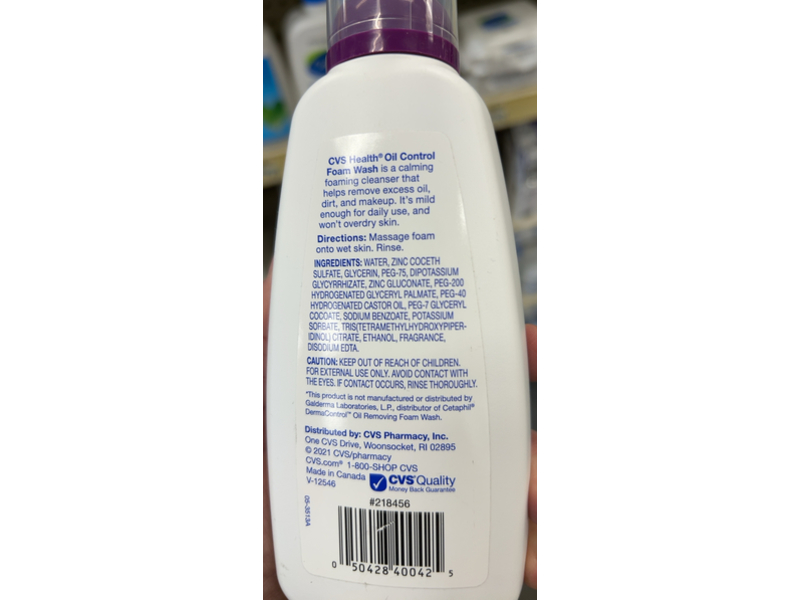 CVS Health® Oil Control
Foam Wash is a calming
foaming cleanser that
helps remove excess oil,
dirt, and makeup. It's mild
enough for daily use, and
won't overdry skin.
Directions: Massage foam
onto wet skin. Rinse.
INGREDIENTS: WATER, ZINC COCETH
SULFATE, GLYCERIN, PEG-75, DIPOTASSIUM
GLYCYRRHIZATE, ZINC GLUCONATE, PEG-200
HYDROGENATED GLYCERYL PALMATE, PEG-40
HYDROGENATED CASTOR OIL, PEG-7 GLYCERYL
COCOATE, SODIUM BENZOATE, POTASSIUM
SORBATE, TRIS(TETRAMETHYLHYDROXYPIPER-
IDINOL) CITRATE, ETHANOL, FRAGRANCE,
DISODIUM EDTA.
CAUTION: KEEP OUT OF REACH OF CHILDREN.
FOR EXTERNAL USE ONLY. AVOID CONTACT WITH
THE EYES. IF CONTACT OCCURS, RINSE THOROUGHLY.
*This product is not manufactured or distributed by
Galderma Laboratories, L.P., distributor of Cetaphil®
DermaControl™ Oil Removing Foam Wash.
Distributed by: CVS Pharmacy, Inc.
One CVS Drive, Woonsocket, RI 02895
© 2021 CVS/pharmacy
CVS.com® 1-800-SHOP CVS
Made in Canada
V-12546
CVS Quality
Money Back Guarantee
05-3513A
#218456
0 50428 40042 5